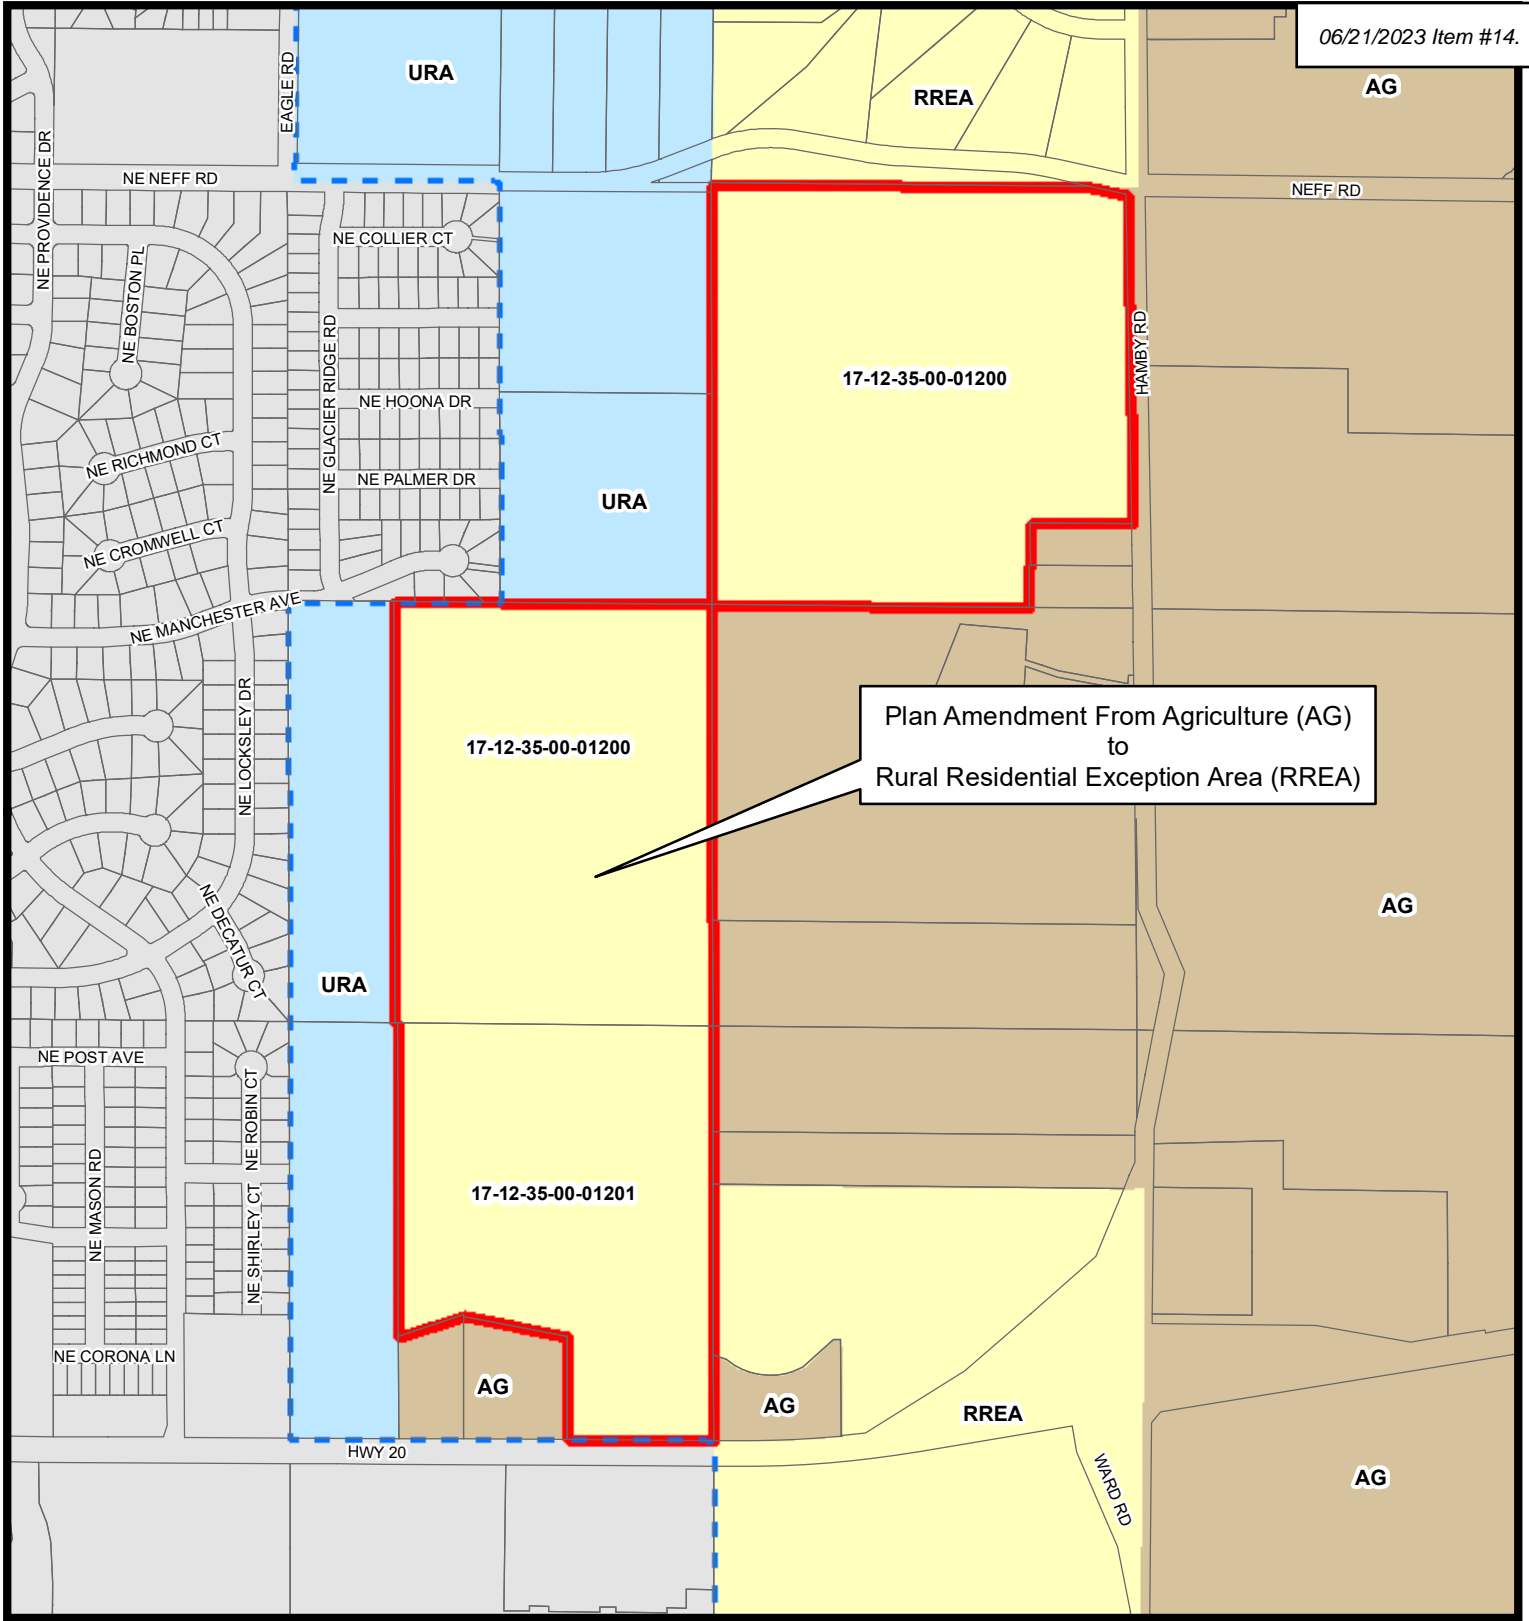 06/21/2023 Item #14.
URA
RREA
AG
EAGLE RD
NE PROVIDENCE DR
NE NEFF RD
NEFF RD
NE COLLIER CT
NE BOSTON PL
NE GLACIER RIDGE RD
HAMBY RD
17-12-35-00-01200
NE HOONA DR
NE RICHMOND CT
NE PALMER DR
URA
NE CROMWELL CT
NE MANCHESTER AVE
NE LOCKSLEY DR
17-12-35-00-01200
Plan Amendment From Agriculture (AG)
to
Rural Residential Exception Area (RREA)
AG
NE DECATUR CT
URA
NE POST AVE
NE ROBIN CT
NE MASON RD
NE SHIRLEY CT
17-12-35-00-01201
NE CORONA LN
AG
AG
RREA
HWY 20
WARD RD
AG